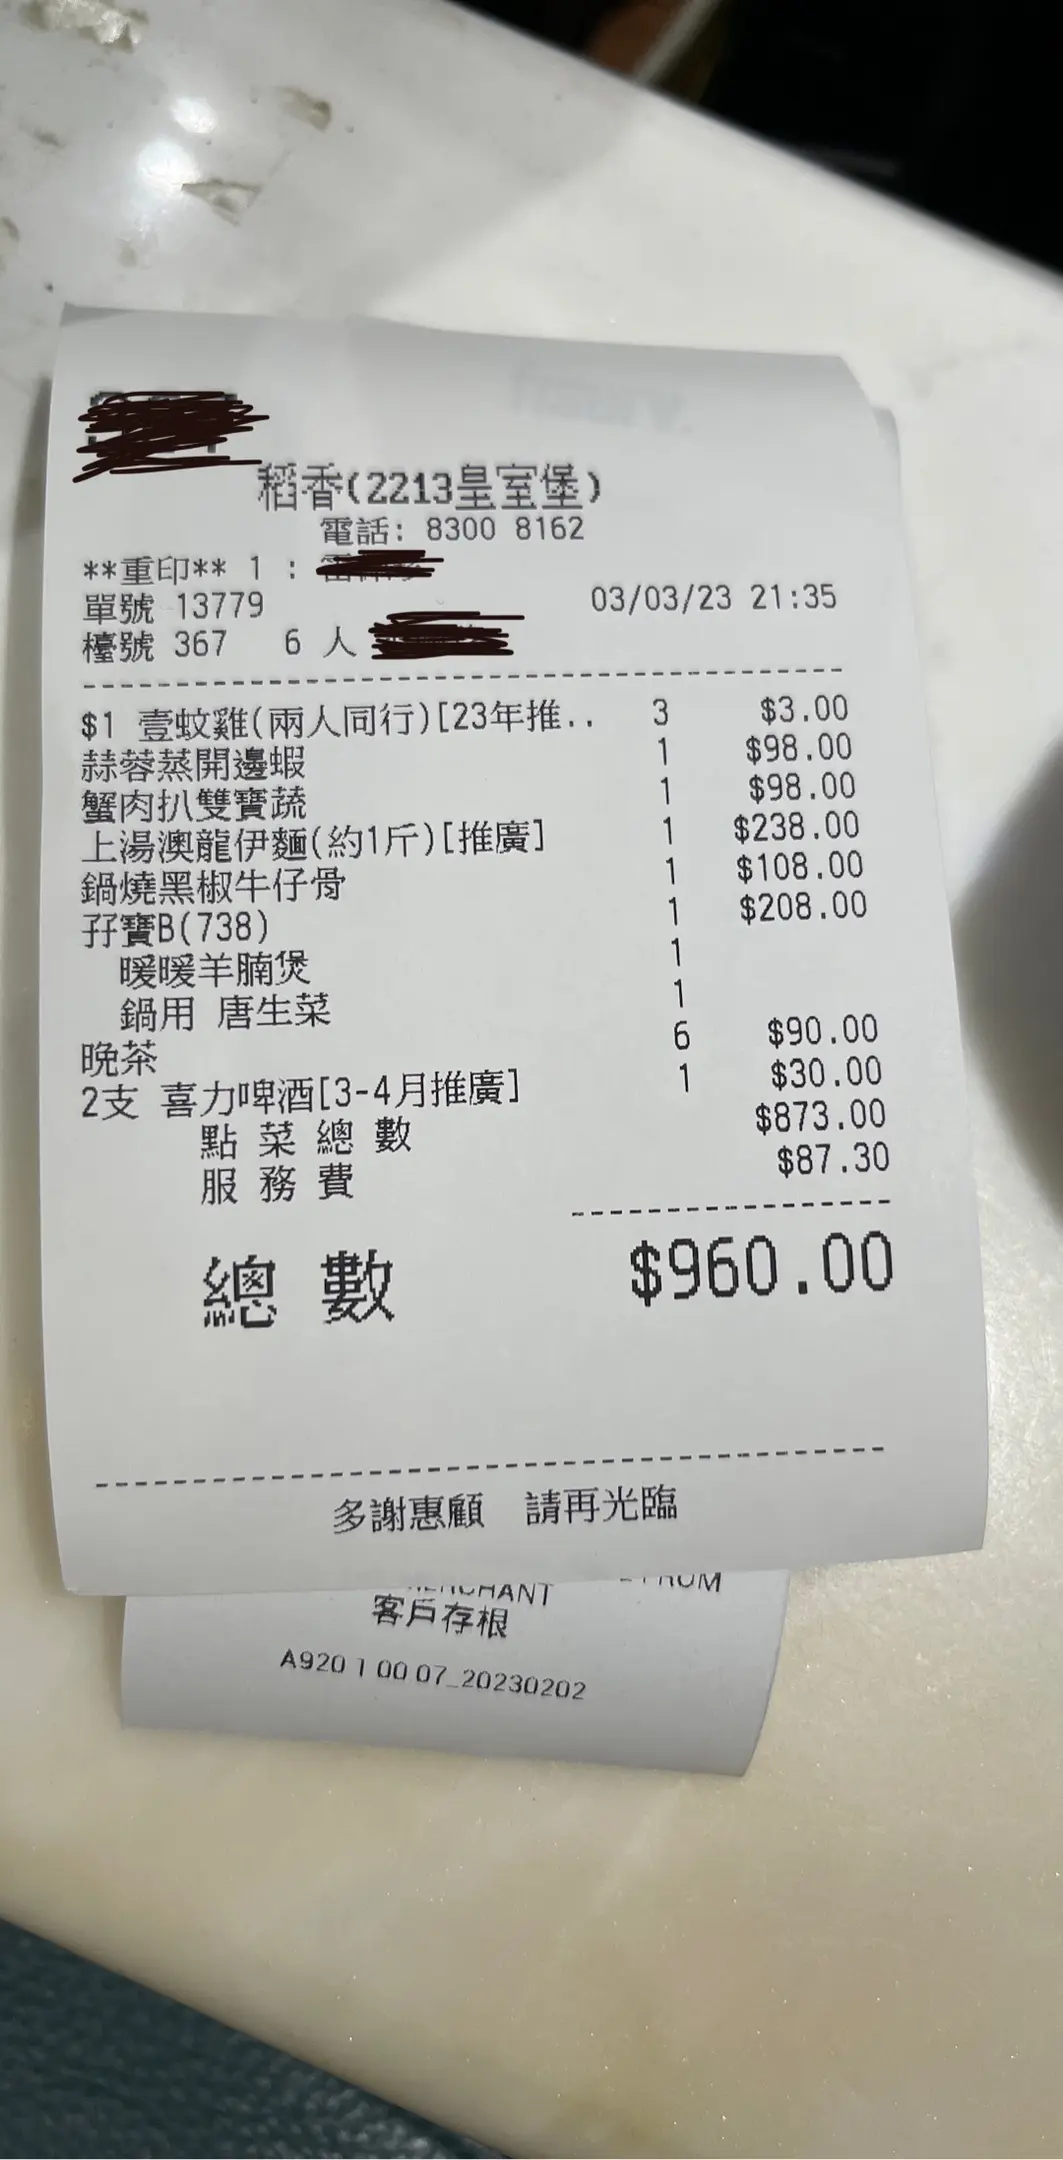 稻香(2213皇室堡)
電話: 8300 8162
**重印** 1 :
單號 13779 03/03/23 21:35
檯號 367 6 人
$1 壹蚊雞(兩人同行)[23年推.. 3 $3.00
蒜蓉蒸開邊蝦 1 $98.00
蟹肉扒雙寶蔬 1 $98.00
上湯澳龍伊麵(約1斤)[推廣] 1 $238.00
鍋燒黑椒牛仔骨 1 $108.00
孖寶B(738) 1 $208.00
暖暖羊腩煲 1
鍋用 唐生菜 1
晚茶 6 $90.00
2支 喜力啤酒[3-4月推廣] 1 $30.00
點菜總數 $873.00
服務費 $87.30
總數 $960.00
多謝惠顧 請再光臨
MERCHANT
客戶存根
A920 1 00 07_20230202